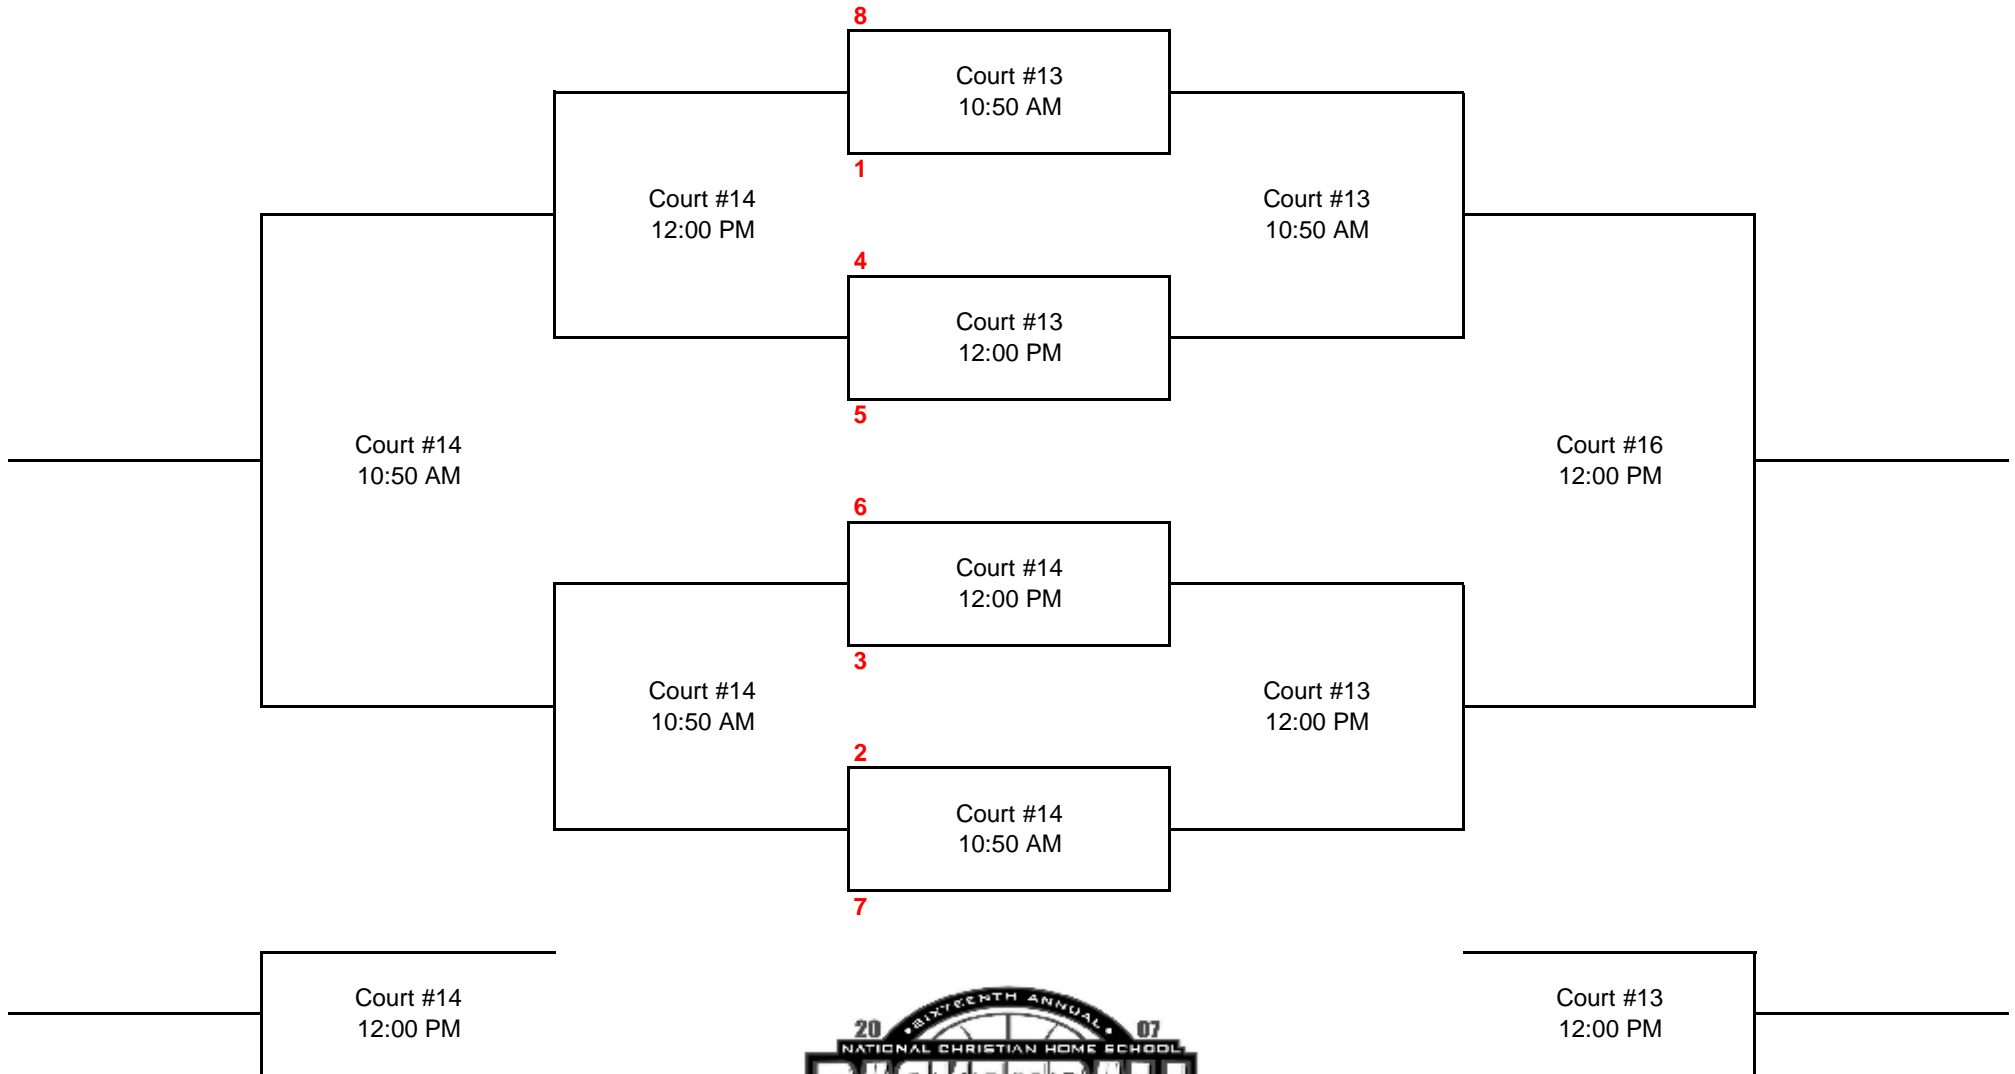 8
Court #13
10:50 AM
1
Court #14
12:00 PM
Court #13
10:50 AM
4
Court #13
12:00 PM
5
Court #14
10:50 AM
Court #16
12:00 PM
6
Court #14
12:00 PM
3
Court #14
10:50 AM
Court #13
12:00 PM
2
Court #14
10:50 AM
7
Court #14
12:00 PM
Court #13
12:00 PM
SIXTEENTH ANNUAL
20 07
NATIONAL CHRISTIAN HOME SCHOOL